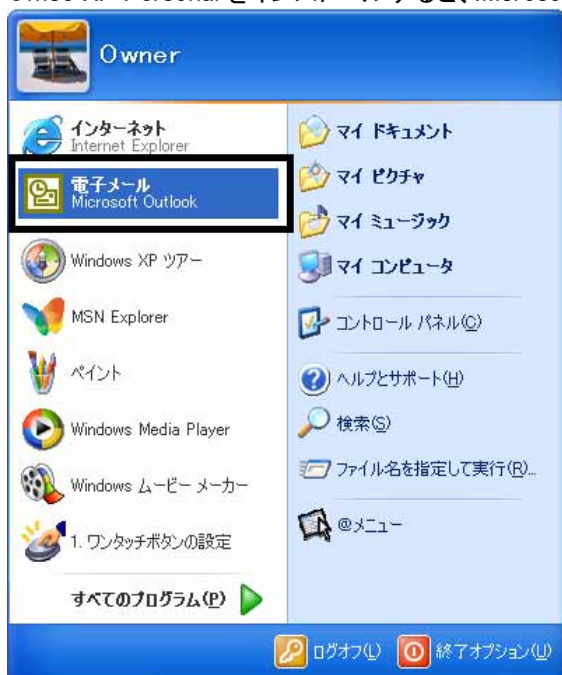 Owner
インターネット
Internet Explorer
電子メール
Microsoft Outlook
Windows XP ツアー
MSN Explorer
ペイント
Windows Media Player
Windows ムービー メーカー
1. ワンタッチボタンの設定
すべてのプログラム(P)
マイ ドキュメント
マイ ピクチャ
マイ ミュージック
マイ コンピュータ
コントロール パネル(C)
ヘルプとサポート(H)
検索(S)
ファイル名を指定して実行(R)...
@メニュー
ログオフ(L)
終了オプション(U)